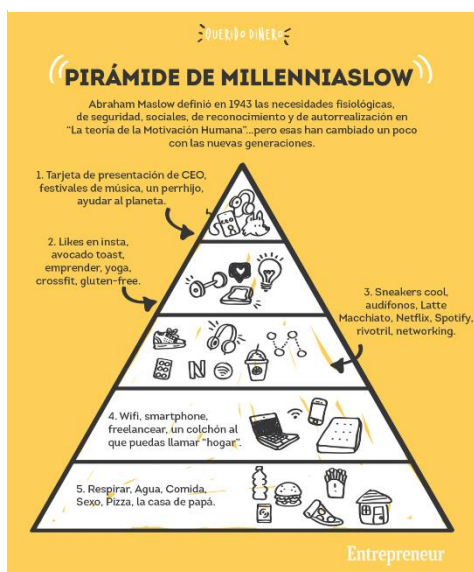 QUERIDO DINERO
PIRÁMIDE DE MILLENNIASLOW
Abraham Maslow definió en 1943 las necesidades fisiológicas,
de seguridad, sociales, de reconocimiento y de autorrealización en
“La teoría de la Motivación Humana”...pero esas han cambiado un poco
con las nuevas generaciones.
1. Tarjeta de presentación de CEO,
festivales de música, un perrhijo,
ayudar al planeta.
2. Likes en insta,
avocado toast,
emprender, yoga,
crossfit, gluten-free.
3. Sneakers cool,
audífonos, Latte
Macchiato, Netflix, Spotify,
rivotril, networking.
N
4. Wifi, smartphone,
freelancear, un colchón al
que puedas llamar “hogar”.
5. Respirar, Agua, Comida,
Sexo, Pizza, la casa de papá.
Entrepreneur